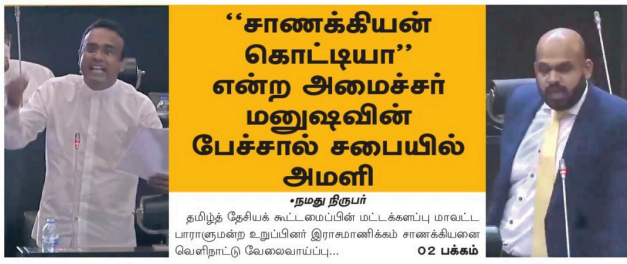 “சாணக்கியன்
கொட்டியா”
என்ற அமைச்சர்
மனுஷவின்
பேச்சால் சபையில்
அமளி
•நமது நிருபர்
தமிழ்த் தேசியக் கூட்டமைப்பின் மட்டக்களப்பு மாவட்ட
பாராளுமன்ற உறுப்பினர் இராசமாணிக்கம் சாணக்கியனை
வெளிநாட்டு வேலைவாய்ப்பு... 02 பக்கம்